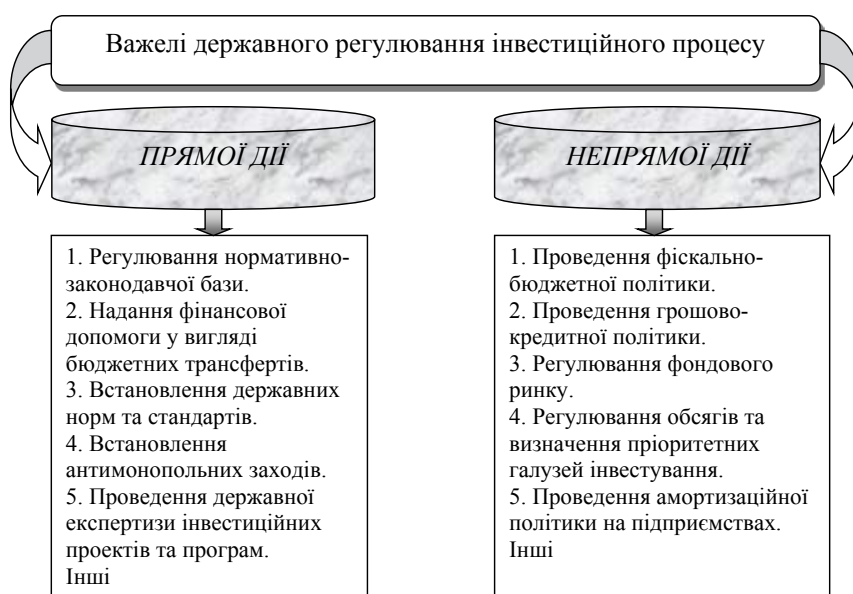 Важелі державного регулювання інвестиційного процесу
ПРЯМОЇ ДІЇ
1. Регулювання нормативно-
законодавчої бази.
2. Надання фінансової
допомоги у вигляді
бюджетних трансфертів.
3. Встановлення державних
норм та стандартів.
4. Встановлення
антимонопольних заходів.
5. Проведення державної
експертизи інвестиційних
проектів та програм.
Інші
НЕПРЯМОЇ ДІЇ
1. Проведення фіскально-
бюджетної політики.
2. Проведення грошово-
кредитної політики.
3. Регулювання фондового
ринку.
4. Регулювання обсягів та
визначення пріоритетних
галузей інвестування.
5. Проведення амортизаційної
політики на підприємствах.
Інші